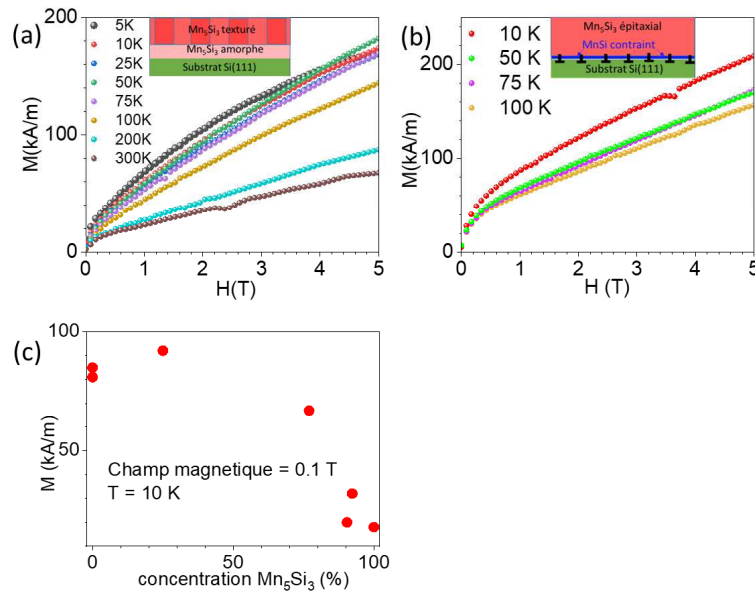 (a)
5K
10K
25K
50K
75K
100K
200K
300K
Mn₅Si₃ texturé
Mn₅Si₃ amorphe
Substrat Si(111)
200
100
0
M(kA/m)
0 1 2 3 4 5
H(T)
(b)
10 K
50 K
75 K
100 K
Mn₅Si₃ épitaxial
MnSi contraint
Substrat Si(111)
200
100
0
M(kA/m)
0 1 2 3 4 5
H (T)
(c)
100
50
M (kA/m)
Champ magnetique = 0.1 T
T = 10 K
0 50 100
concentration Mn₅Si₃ (%)